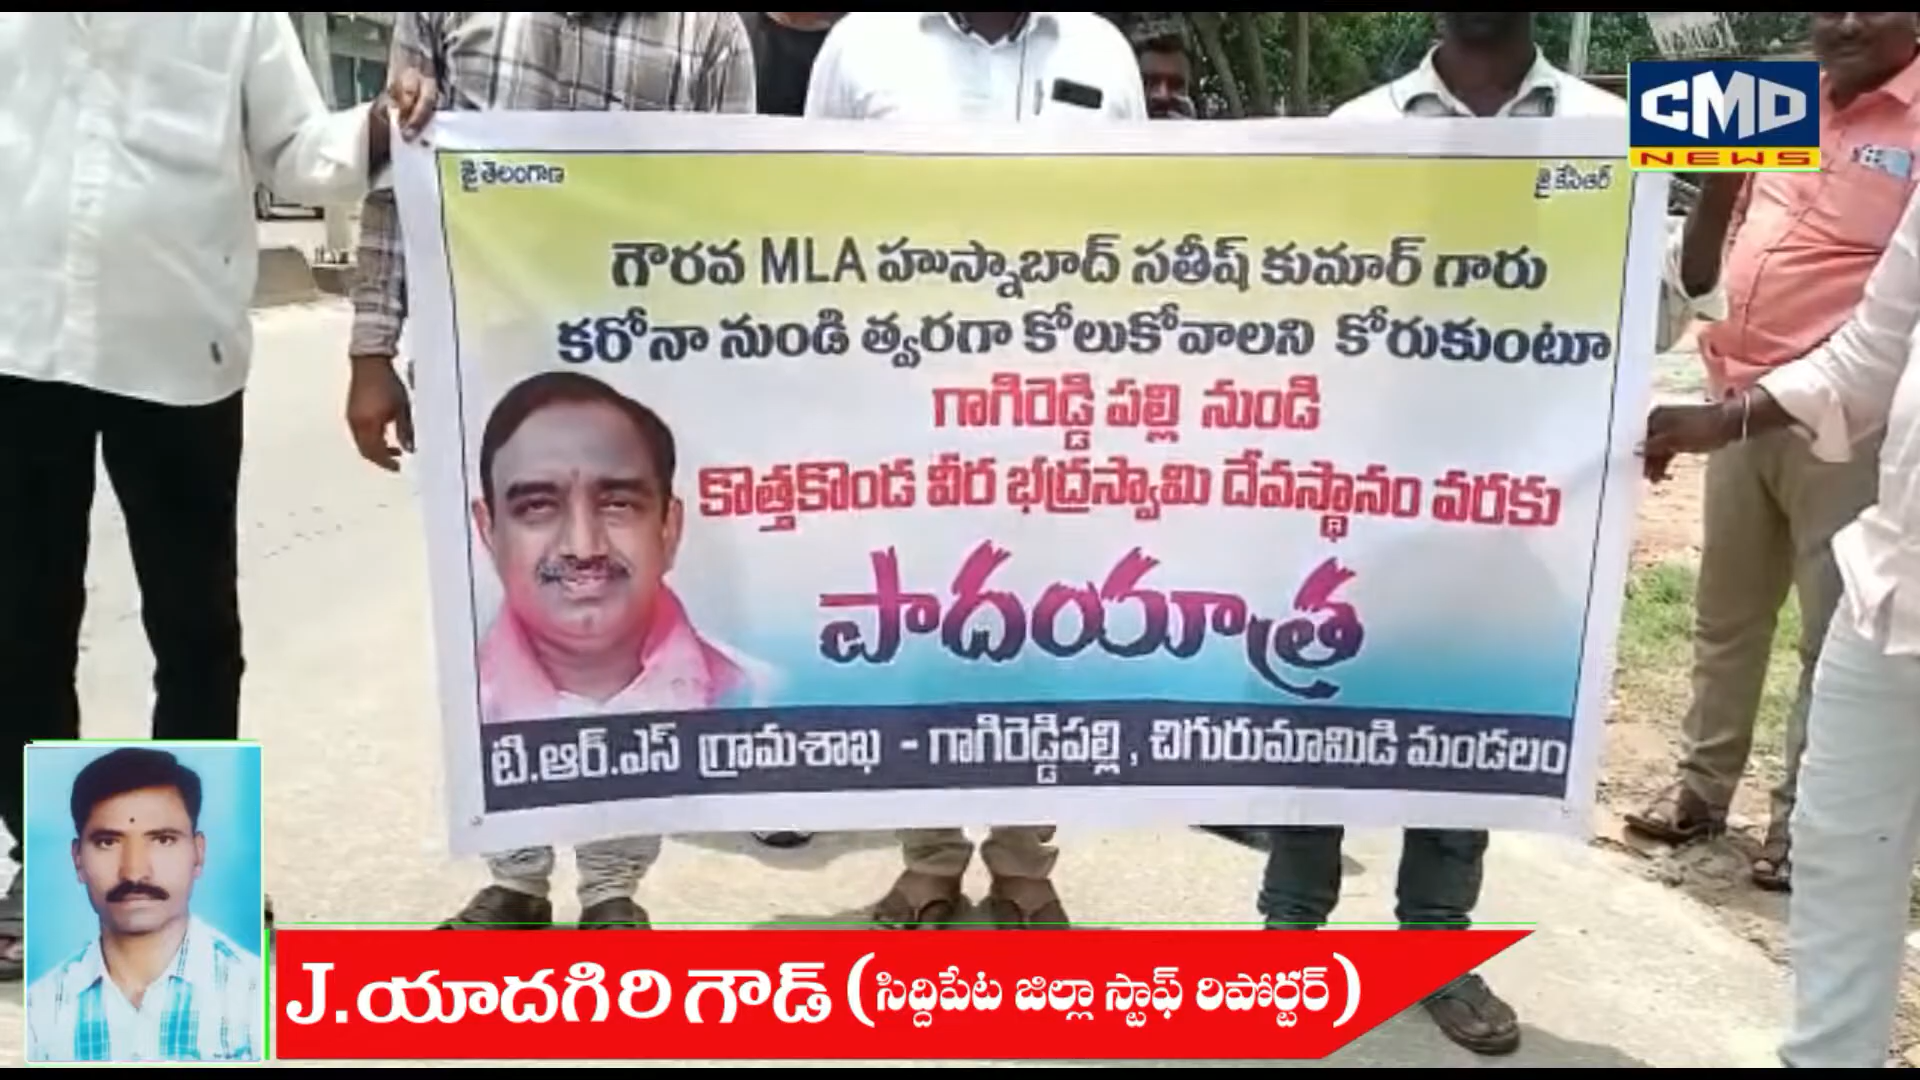 CMD
NEWS
జై తెలంగాణ
జై కేసీఆర్
గౌరవ MLA హుస్నాబాద్ సతీష్ కుమార్ గారు
కరోనా నుండి త్వరగా కోలుకోవాలని కోరుకుంటూ
గాగిరెడ్డి పల్లి నుండి
కొత్తకొండ వీర భద్రస్వామి దేవస్థానం వరకు
పాదయాత్ర
టి.ఆర్.ఎస్ గ్రామశాఖ - గాగిరెడ్డిపల్లి, చిగురుమామిడి మండలం
J.యాదగిరి గౌడ్ (సిద్దిపేట జిల్లా స్టాఫ్ రిపోర్టర్)